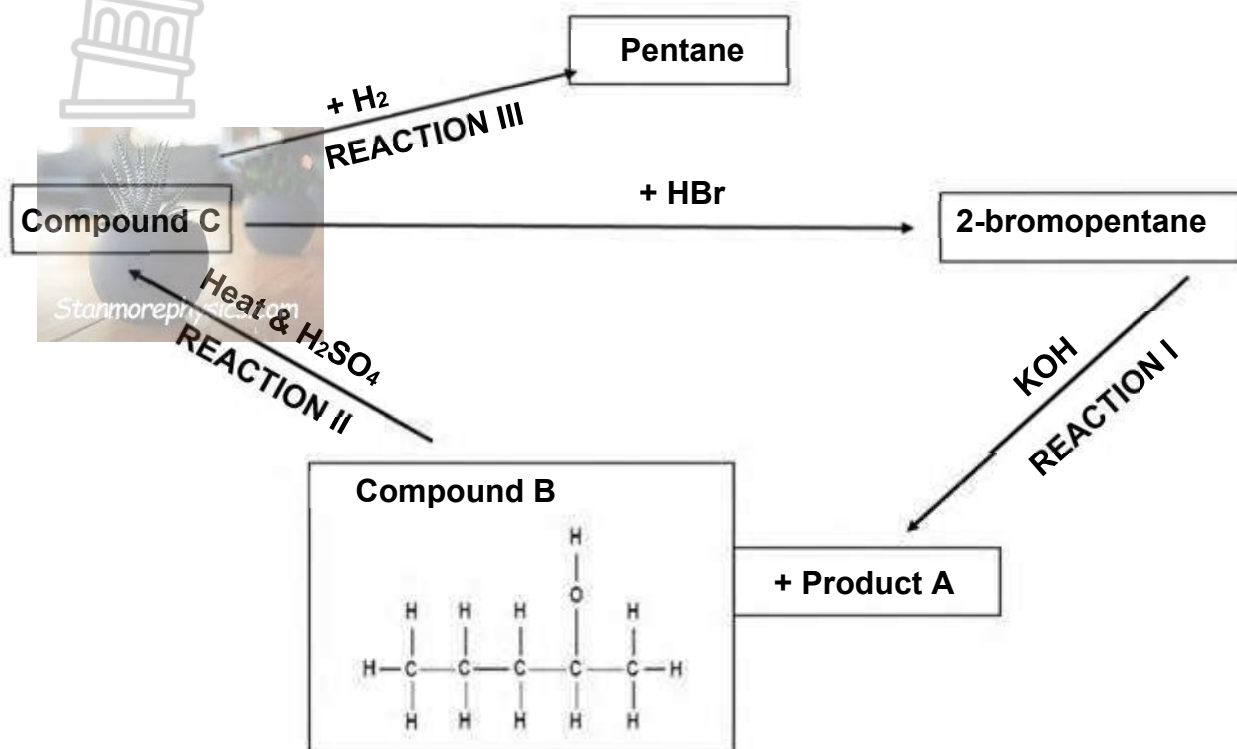 Pentane
+ H₂
REACTION III
+ HBr
Compound C
2-bromopentane
Stanmorephysics.com
Heat & H₂SO₄
REACTION II
KOH
REACTION I
Compound B
+ Product A
H
O
H H H H
H C C C C C H
H H H H H